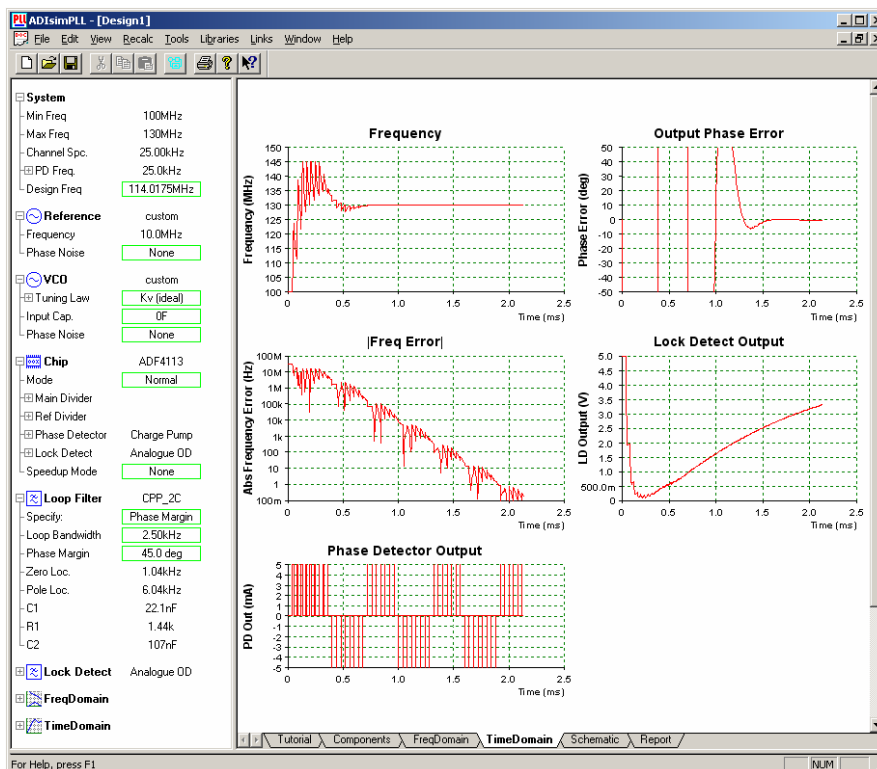 ADIsimPLL - [Design1]
File Edit View Recalc Tools Libraries Links Window Help
System
Min Freq 100MHz
Max Freq 130MHz
Channel Spc. 25.00kHz
PD Freq. 25.0kHz
Design Freq 114.0175MHz
Reference custom
Frequency 10.0MHz
Phase Noise None
VCO custom
Tuning Law Kv (ideal)
Input Cap. 0F
Phase Noise None
Chip ADF4113
Mode Normal
Main Divider
Ref Divider
Phase Detector Charge Pump
Lock Detect Analogue OD
Speedup Mode None
Loop Filter CPP_2C
Specify: Phase Margin
Loop Bandwidth 2.50kHz
Phase Margin 45.0 deg
Zero Loc. 1.04kHz
Pole Loc. 6.04kHz
C1 22.1nF
R1 1.44k
C2 107nF
Lock Detect Analogue OD
FreqDomain
TimeDomain
Frequency
Frequency (MHz)
150
145
140
135
130
125
120
115
110
105
100
0 0.5 1.0 1.5 2.0 2.5
Time (ms)
Output Phase Error
Phase Error (deg)
50
40
30
20
10
0
-10
-20
-30
-40
-50
0 0.5 1.0 1.5 2.0 2.5
Time (ms)
|Freq Error|
Abs Frequency Error (Hz)
100M
10M
1M
100k
10k
1k
100
10
1
100m
0 0.5 1.0 1.5 2.0 2.5
Time (ms)
Lock Detect Output
LD Output (V)
5.0
4.5
4.0
3.5
3.0
2.5
2.0
1.5
1.0
500.0m
0
0 0.5 1.0 1.5 2.0 2.5
Time (ms)
Phase Detector Output
PD Out (mA)
5
4
3
2
1
0
-1
-2
-3
-4
-5
0 0.5 1.0 1.5 2.0 2.5
Time (ms)
Tutorial Components FreqDomain TimeDomain Schematic Report
For Help, press F1
NUM